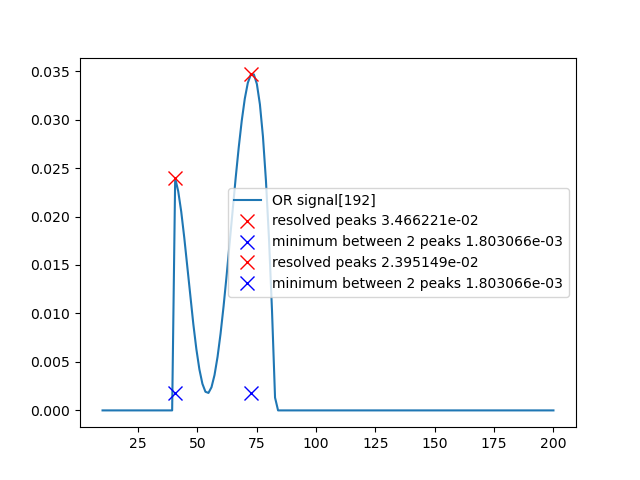 0.035
0.030
0.025
0.020
0.015
0.010
0.005
0.000
OR signal[192]
resolved peaks 3.466221e-02
minimum between 2 peaks 1.803066e-03
resolved peaks 2.395149e-02
minimum between 2 peaks 1.803066e-03
25 50 75 100 125 150 175 200